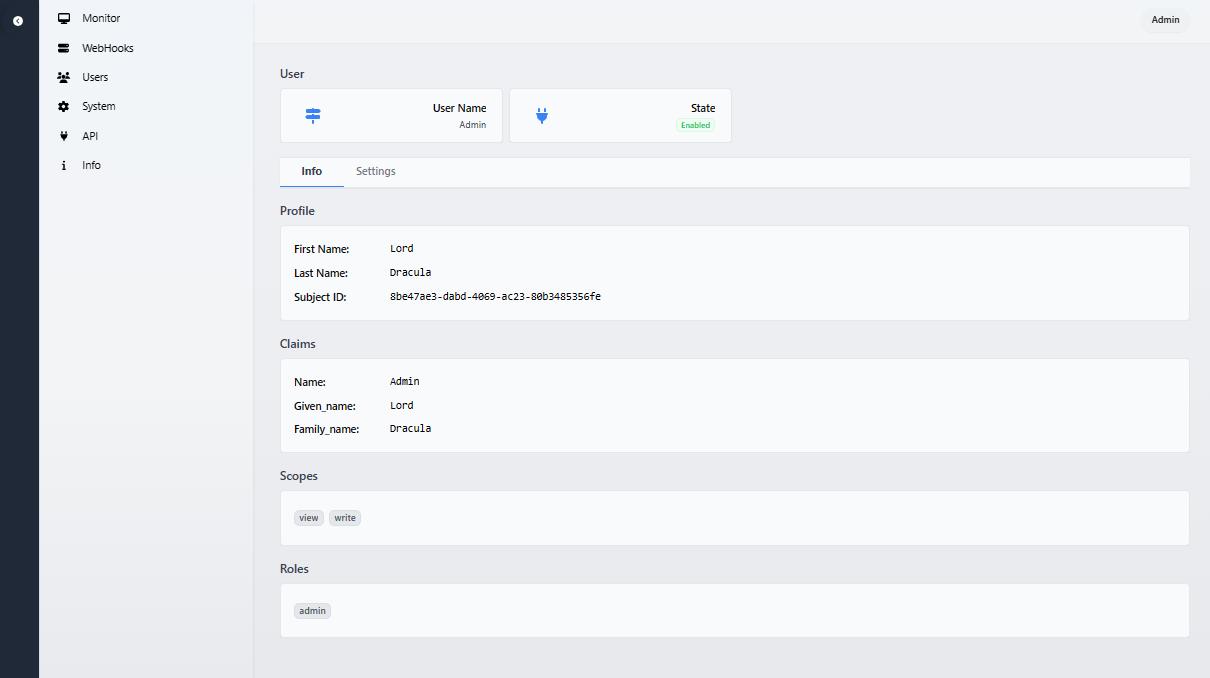 Admin
Monitor
WebHooks
Users
System
API
Info
User
User Name
Admin
State
Enabled
Info Settings
Profile
First Name: Lord
Last Name: Dracula
Subject ID: 8be47ae3-dabd-4069-ac23-80b3485356fe
Claims
Name: Admin
Given_name: Lord
Family_name: Dracula
Scopes
view write
Roles
admin